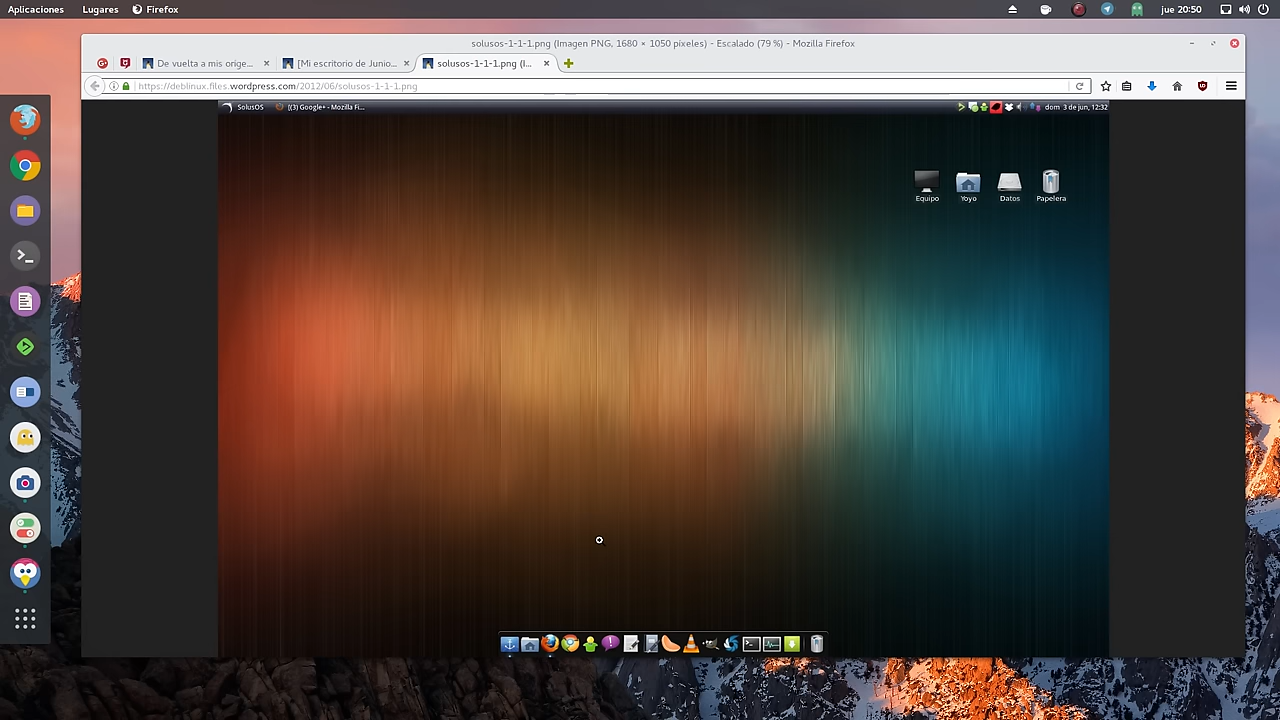 Aplicaciones Lugares Firefox jue 20:50
solusos-1-1-1.png (Imagen PNG, 1680 × 1050 píxeles) - Escalado (79 %) - Mozilla Firefox
De vuelta a mis orige... [Mi escritorio de Junio... solusos-1-1-1.png (I...
https://deblinux.files.wordpress.com/2012/06/solusos-1-1-1.png
SolusOS [(3) Google+ - Mozilla Fi... dom 3 de jun, 12:32
Equipo Yoyo Datos Papelera